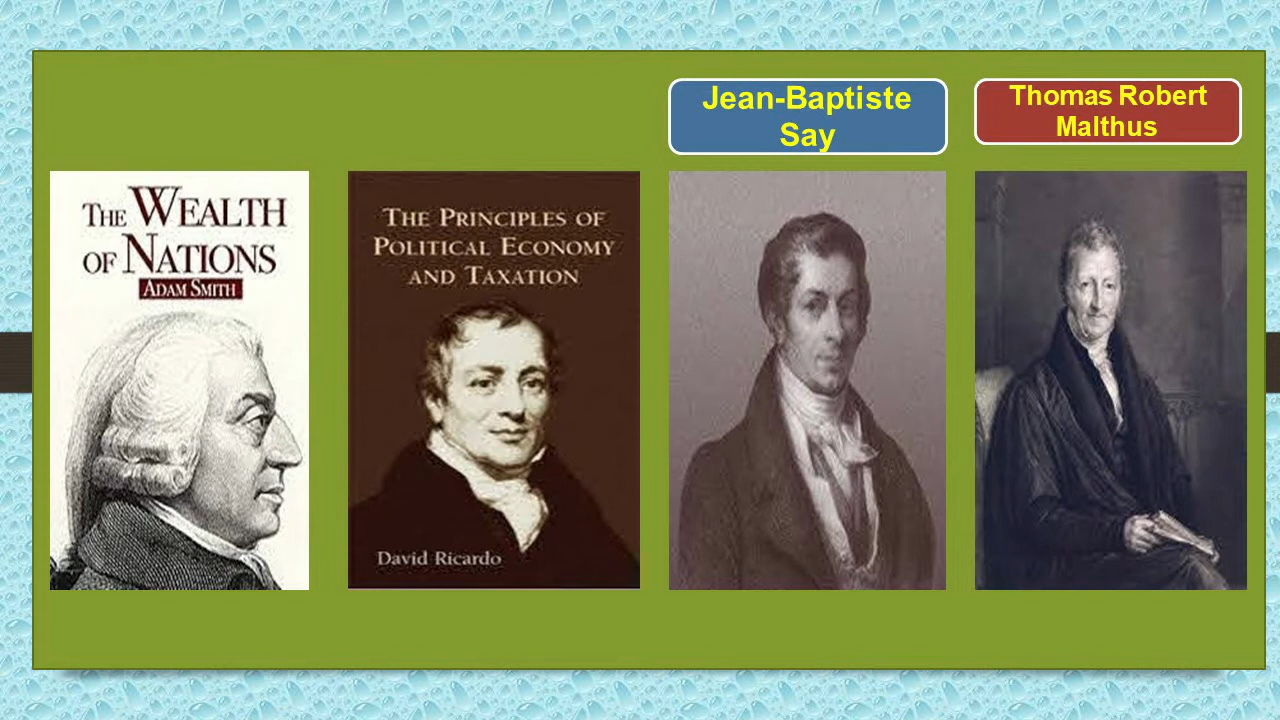 Jean-Baptiste
Say
Thomas Robert
Malthus
THE WEALTH
OF NATIONS
ADAM SMITH
THE PRINCIPLES OF
POLITICAL ECONOMY
AND TAXATION
David Ricardo